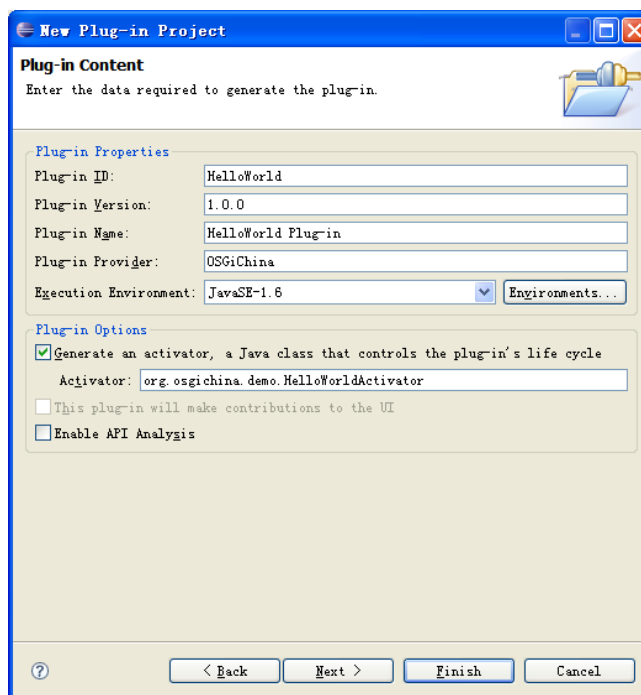 New Plug-in Project
Plug-in Content
Enter the data required to generate the plug-in.
Plug-in Properties
Plug-in ID: HelloWorld
Plug-in Version: 1.0.0
Plug-in Name: HelloWorld Plug-in
Plug-in Provider: OSGiChina
Execution Environment: JavaSE-1.6 Environments...
Plug-in Options
Generate an activator, a Java class that controls the plug-in's life cycle
Activator: org.osgichina.demo.HelloWorldActivator
This plug-in will make contributions to the UI
Enable API Analysis
? < Back Next > Finish Cancel